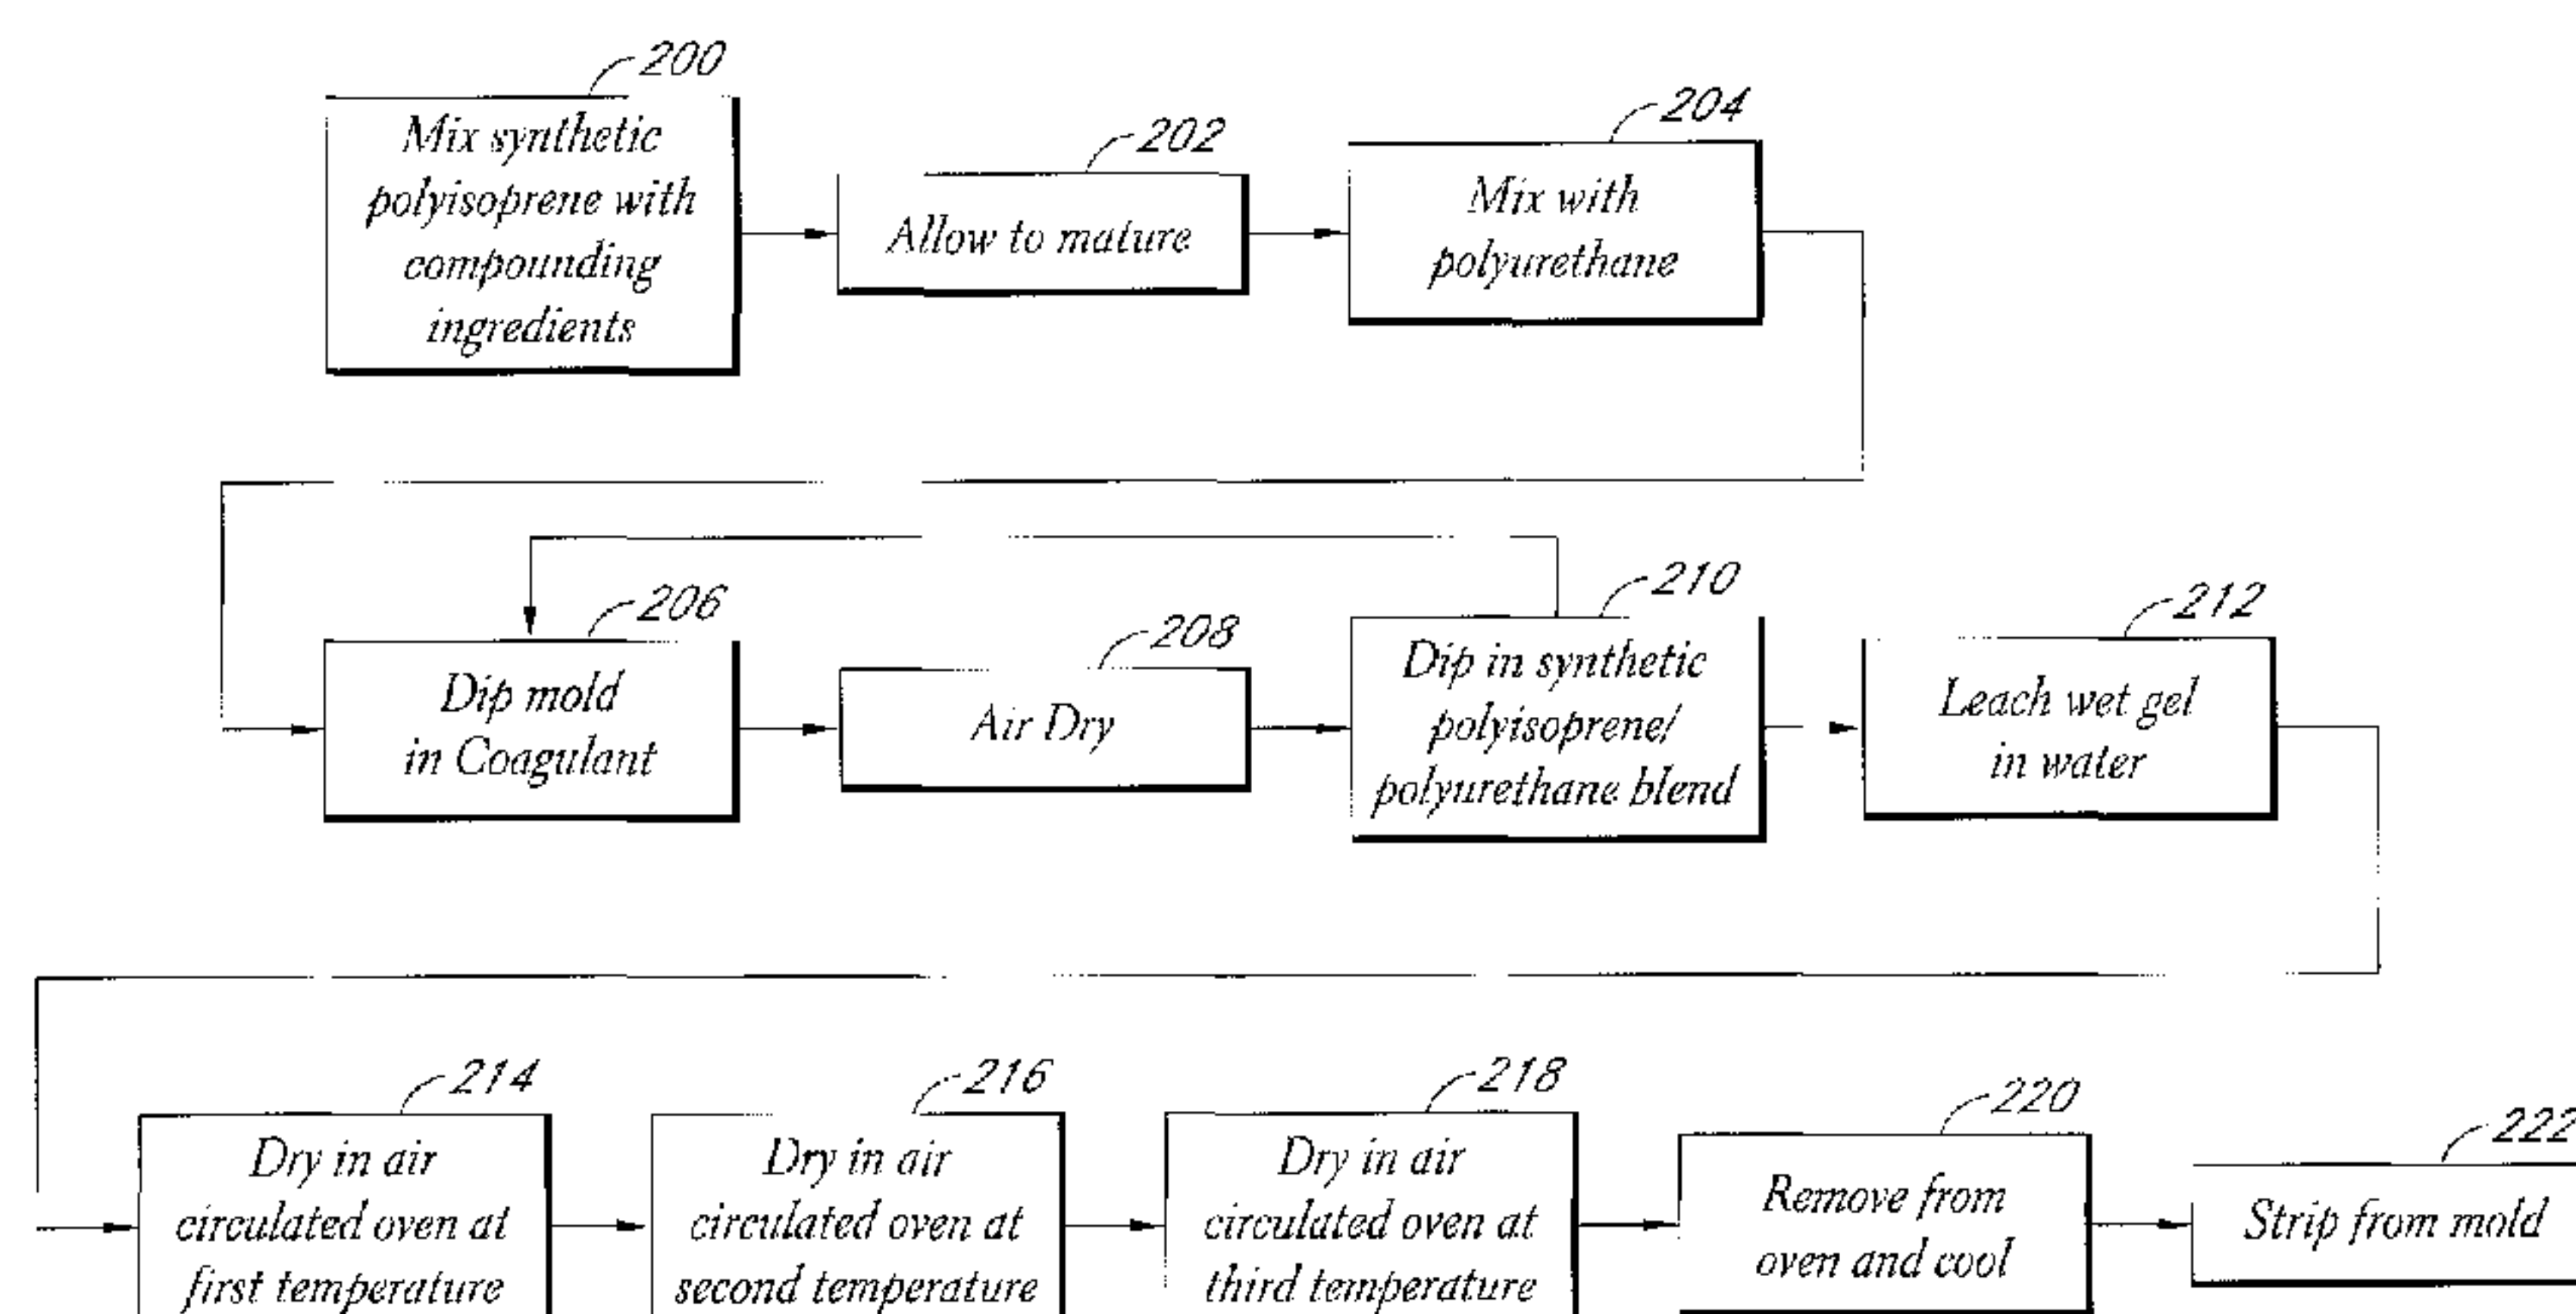 200
Mix synthetic
polyisoprene with
compounding
ingredients
202
Allow to mature
204
Mix with
polyurethane
206
Dip mold
in Coagulant
208
Air Dry
210
Dip in synthetic
polyisoprene/
polyurethane blend
212
Leach wet gel
in water
214
Dry in air
circulated oven at
first temperature
216
Dry in air
circulated oven at
second temperature
218
Dry in air
circulated oven at
third temperature
220
Remove from
oven and cool
222
Strip from mold